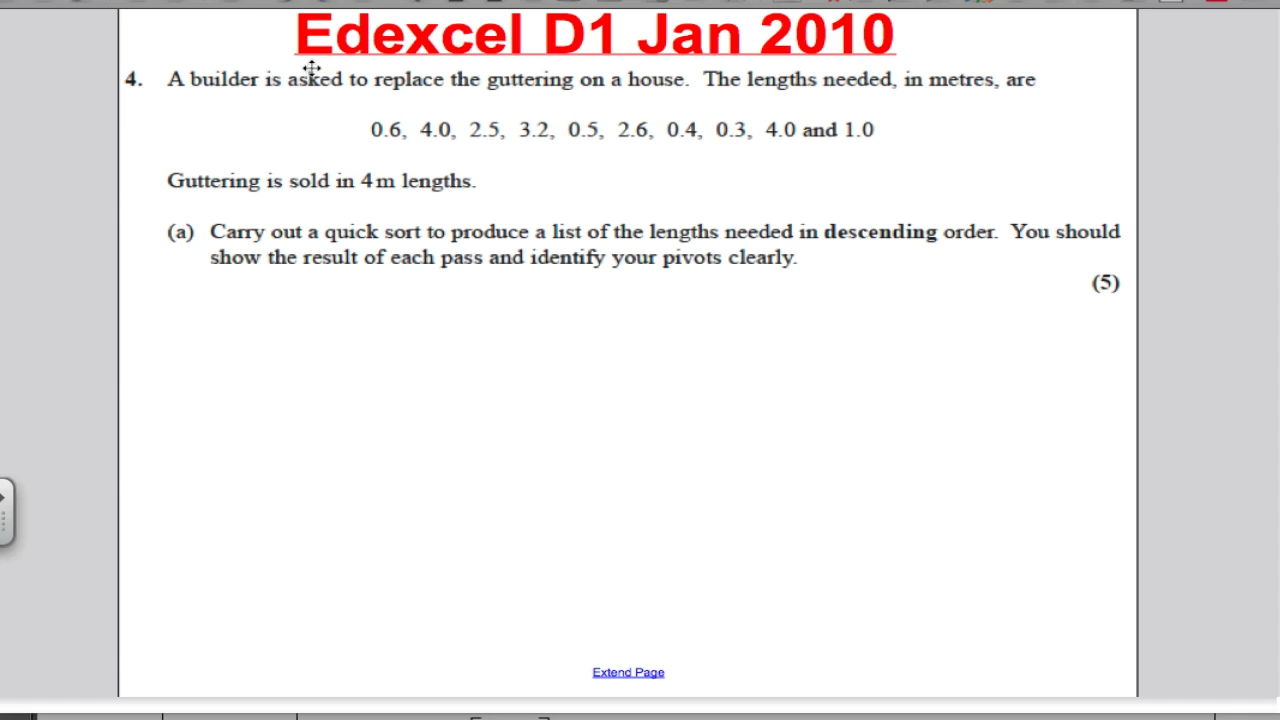 Edexcel D1 Jan 2010
4. A builder is asked to replace the guttering on a house. The lengths needed, in metres, are
0.6, 4.0, 2.5, 3.2, 0.5, 2.6, 0.4, 0.3, 4.0 and 1.0
Guttering is sold in 4 m lengths.
(a) Carry out a quick sort to produce a list of the lengths needed in descending order. You should
show the result of each pass and identify your pivots clearly.
(5)
Extend Page